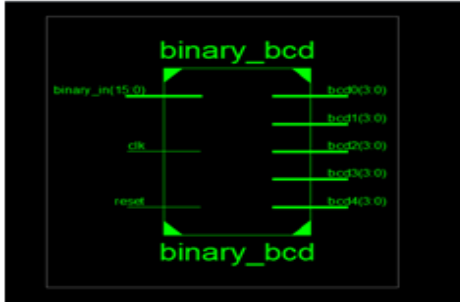 binary_bcd
binary_in(15:0)
clk
reset
bcd0(3:0)
bcd1(3:0)
bcd2(3:0)
bcd3(3:0)
bcd4(3:0)
binary_bcd